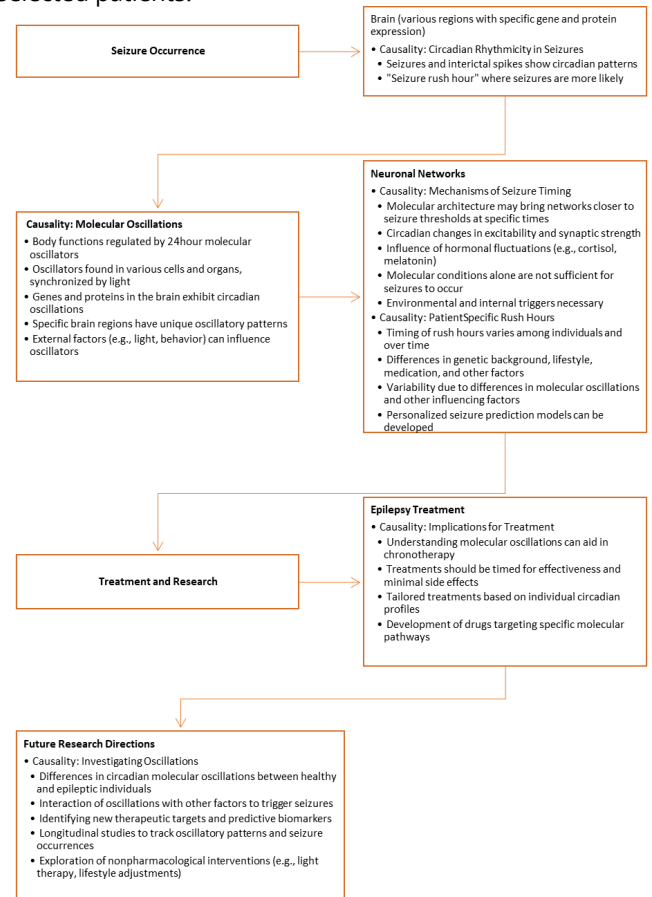 selected patients.
Seizure Occurrence
Brain (various regions with specific gene and protein
expression)
• Causality: Circadian Rhythmicity in Seizures
• Seizures and interictal spikes show circadian patterns
• "Seizure rush hour" where seizures are more likely
Causality: Molecular Oscillations
• Body functions regulated by 24hour molecular
oscillators
• Oscillators found in various cells and organs,
synchronized by light
• Genes and proteins in the brain exhibit circadian
oscillations
• Specific brain regions have unique oscillatory patterns
• External factors (e.g., light, behavior) can influence
oscillators
Neuronal Networks
• Causality: Mechanisms of Seizure Timing
• Molecular architecture may bring networks closer to
seizure thresholds at specific times
• Circadian changes in excitability and synaptic strength
• Influence of hormonal fluctuations (e.g., cortisol,
melatonin)
• Molecular conditions alone are not sufficient for
seizures to occur
• Environmental and internal triggers necessary
• Causality: PatientSpecific Rush Hours
• Timing of rush hours varies among individuals and
over time
• Differences in genetic background, lifestyle,
medication, and other factors
• Variability due to differences in molecular oscillations
and other influencing factors
• Personalized seizure prediction models can be
developed
Treatment and Research
Epilepsy Treatment
• Causality: Implications for Treatment
• Understanding molecular oscillations can aid in
chronotherapy
• Treatments should be timed for effectiveness and
minimal side effects
• Tailored treatments based on individual circadian
profiles
• Development of drugs targeting specific molecular
pathways
Future Research Directions
• Causality: Investigating Oscillations
• Differences in circadian molecular oscillations between healthy
and epileptic individuals
• Interaction of oscillations with other factors to trigger seizures
• Identifying new therapeutic targets and predictive biomarkers
• Longitudinal studies to track oscillatory patterns and seizure
occurrences
• Exploration of nonpharmacological interventions (e.g., light
therapy, lifestyle adjustments)